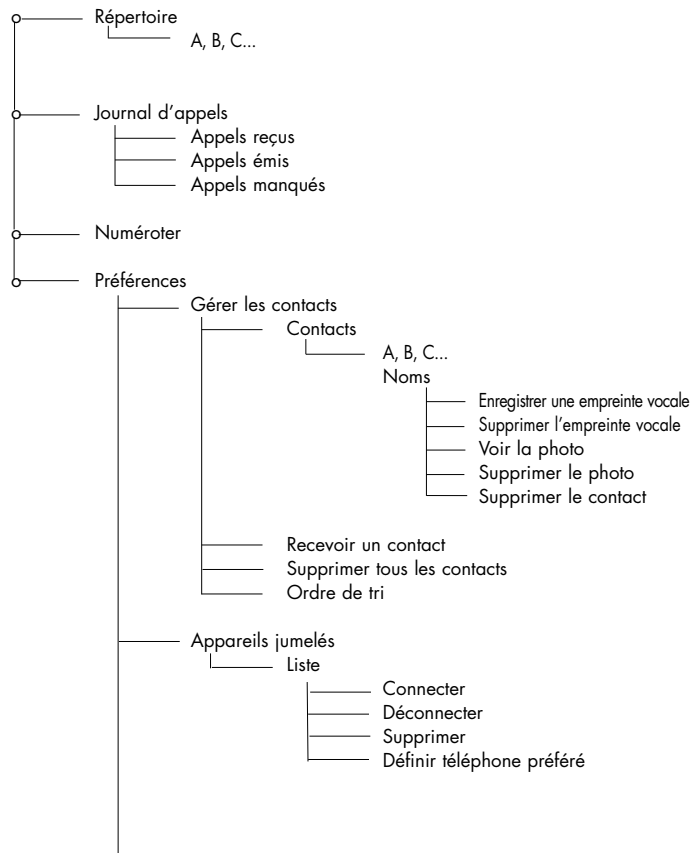 Répertoire
A, B, C...
Journal d'appels
Appels reçus
Appels émis
Appels manqués
Numéroter
Préférences
Gérer les contacts
Contacts
A, B, C...
Noms
Enregistrer une empreinte vocale
Supprimer l'empreinte vocale
Voir la photo
Supprimer le photo
Supprimer le contact
Recevoir un contact
Supprimer tous les contacts
Ordre de tri
Appareils jumelés
Liste
Connecter
Déconnecter
Supprimer
Définir téléphone préféré